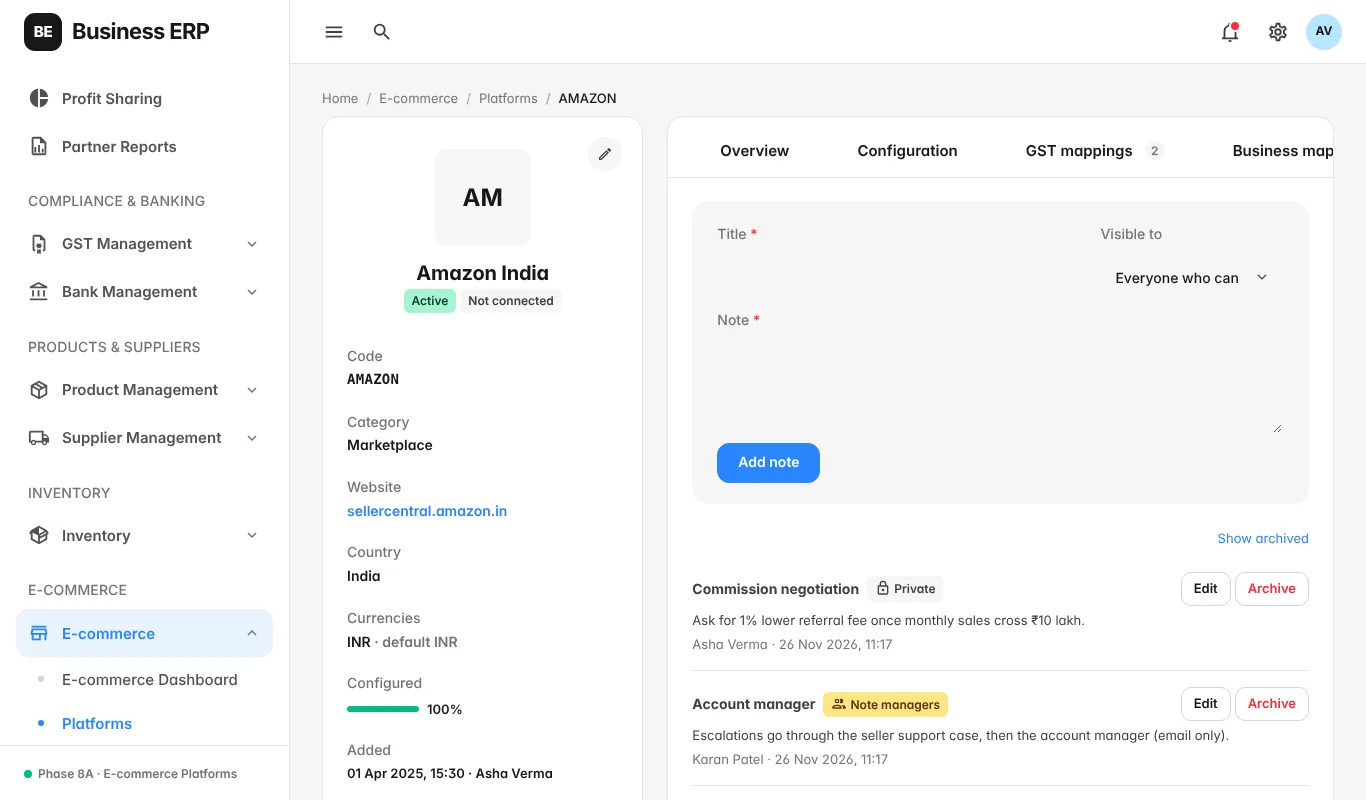 BE Business ERP
AV
Profit Sharing
Partner Reports
COMPLIANCE & BANKING
GST Management
Bank Management
PRODUCTS & SUPPLIERS
Product Management
Supplier Management
INVENTORY
Inventory
E-COMMERCE
E-commerce
E-commerce Dashboard
Platforms
Phase 8A · E-commerce Platforms
Home / E-commerce / Platforms / AMAZON
AM
Amazon India
Active Not connected
Code
AMAZON
Category
Marketplace
Website
sellercentral.amazon.in
Country
India
Currencies
INR · default INR
Configured
100%
Added
01 Apr 2025, 15:30 · Asha Verma
Overview Configuration GST mappings 2 Business map
Title * Visible to
Everyone who can
Note *
Add note
Show archived
Commission negotiation Private Edit Archive
Ask for 1% lower referral fee once monthly sales cross ₹10 lakh.
Asha Verma · 26 Nov 2026, 11:17
Account manager Note managers Edit Archive
Escalations go through the seller support case, then the account manager (email only).
Karan Patel · 26 Nov 2026, 11:17